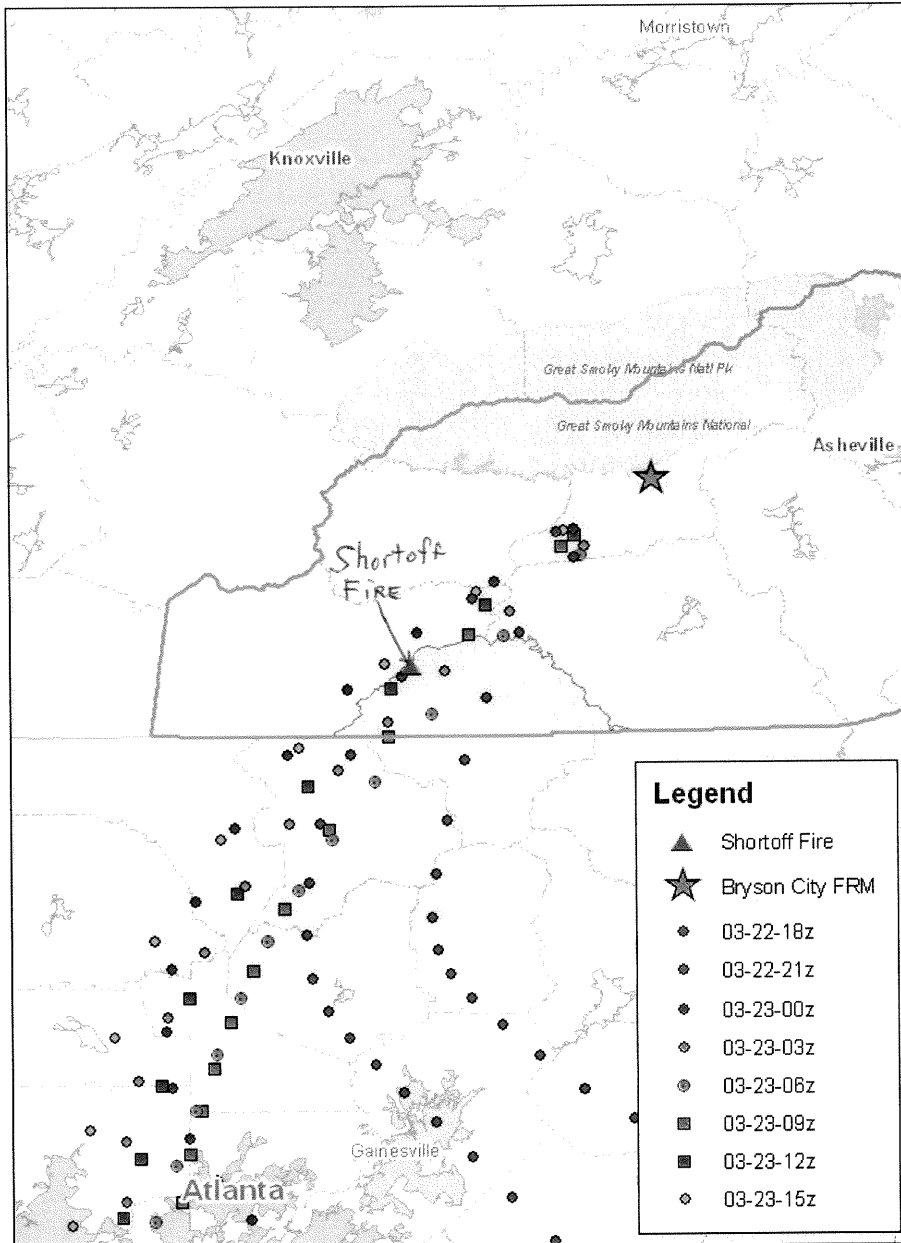 Morristown
Knoxville
Great Smoky Mountains Natl Pk
Great Smoky Mountains National
Asheville
Shortoff
FIRE
Legend
Shortoff Fire
Bryson City FRM
03-22-18z
03-22-21z
03-23-00z
03-23-03z
03-23-06z
03-23-09z
03-23-12z
03-23-15z
Gainesville
Atlanta